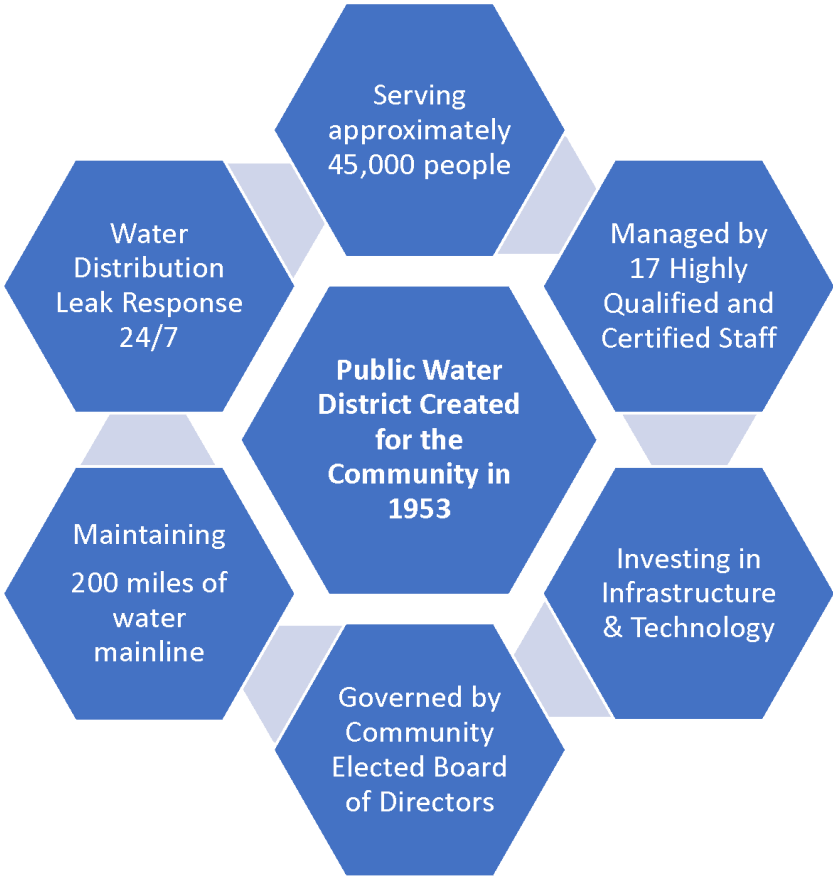 Serving
approximately
45,000 people
Managed by
17 Highly
Qualified and
Certified Staff
Investing in
Infrastructure
& Technology
Governed by
Community
Elected Board
of Directors
Maintaining
200 miles of
water
mainline
Water
Distribution
Leak Response
24/7
Public Water
District Created
for the
Community in
1953